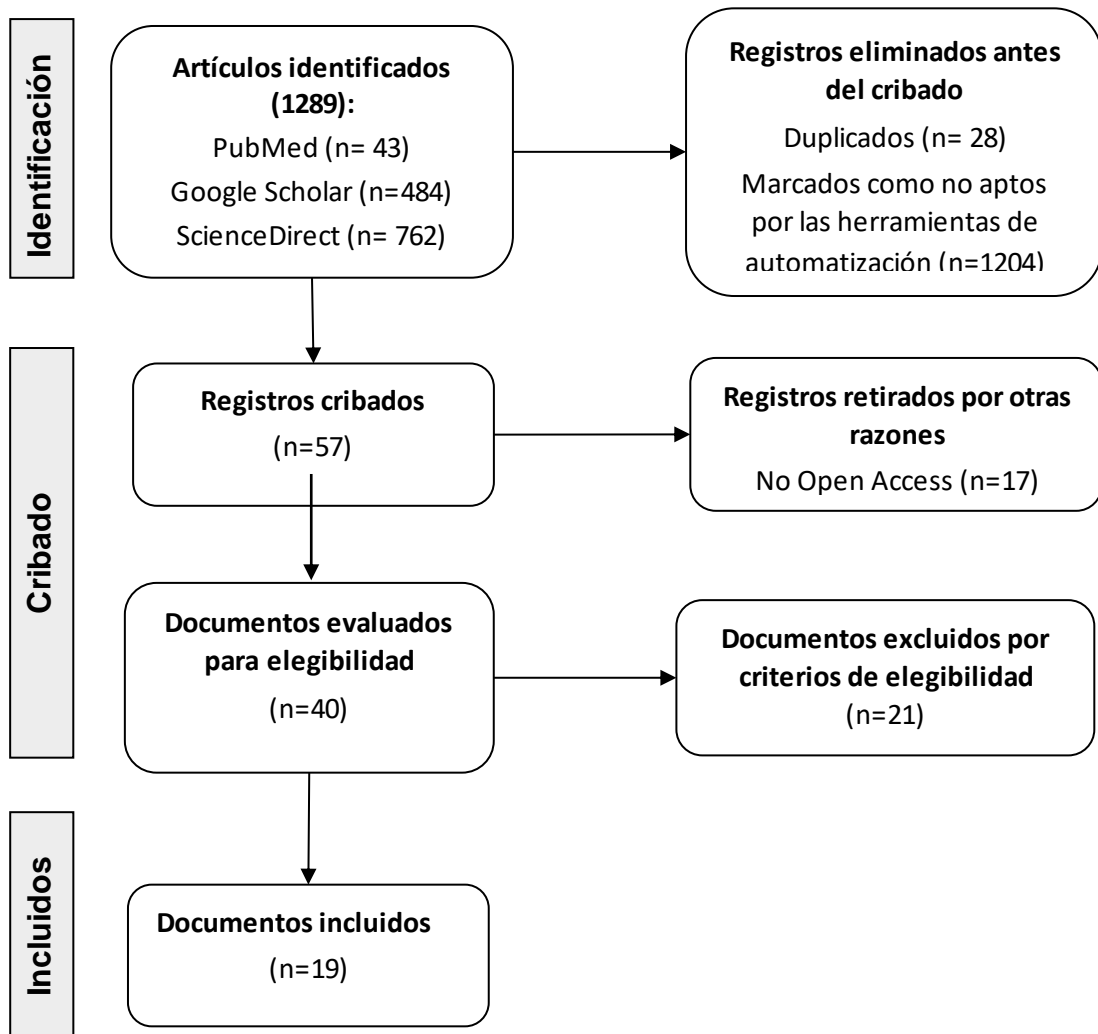 Identificación
Artículos identificados
(1289):
PubMed (n= 43)
Google Scholar (n=484)
ScienceDirect (n= 762)
Registros eliminados antes
del cribado
Duplicados (n= 28)
Marcados como no aptos
por las herramientas de
automatización (n=1204)
Cribado
Registros cribados
(n=57)
Registros retirados por otras
razones
No Open Access (n=17)
Documentos evaluados
para elegibilidad
(n=40)
Documentos excluidos por
criterios de elegibilidad
(n=21)
Incluidos
Documentos incluidos
(n=19)